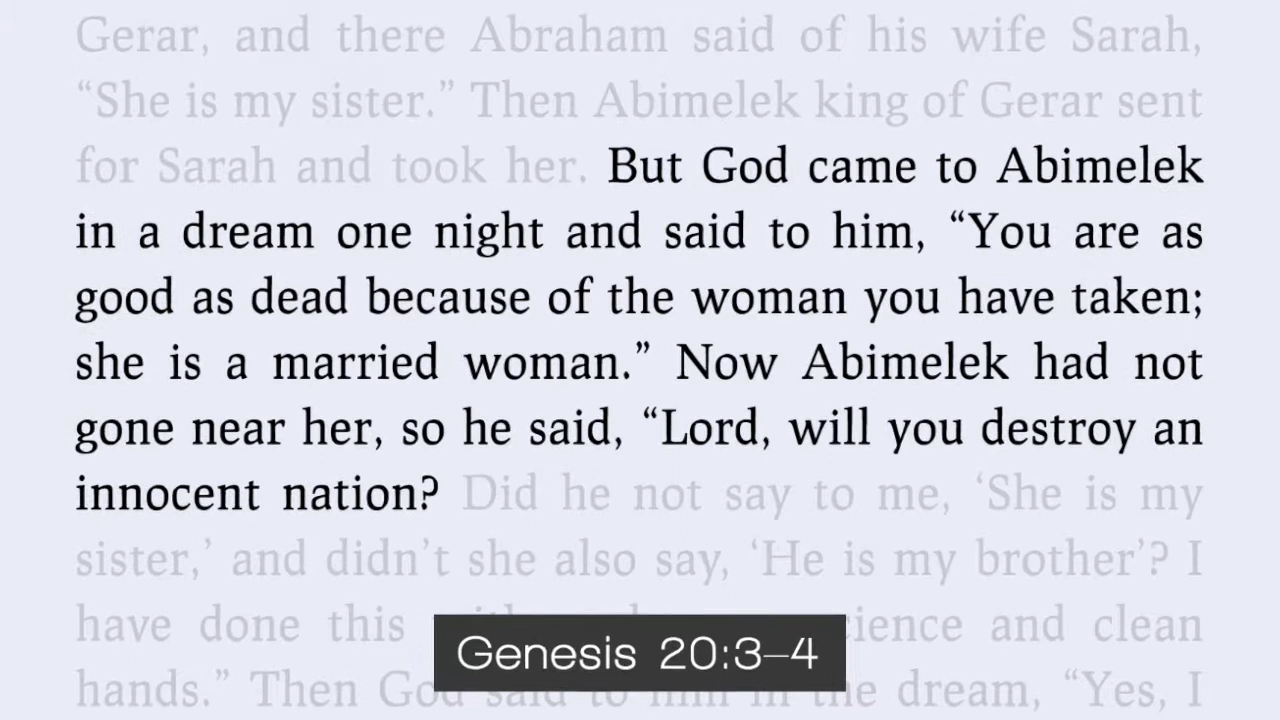 Gerar, and there Abraham said of his wife Sarah,
“She is my sister.” Then Abimelek king of Gerar sent
for Sarah and took her. But God came to Abimelek
in a dream one night and said to him, “You are as
good as dead because of the woman you have taken;
she is a married woman.” Now Abimelek had not
gone near her, so he said, “Lord, will you destroy an
innocent nation? Did he not say to me, ‘She is my
sister,’ and didn’t she also say, ‘He is my brother’? I
have done this and clean
hands.” Then God said to him in the dream, “Yes, I
Genesis 20:3–4